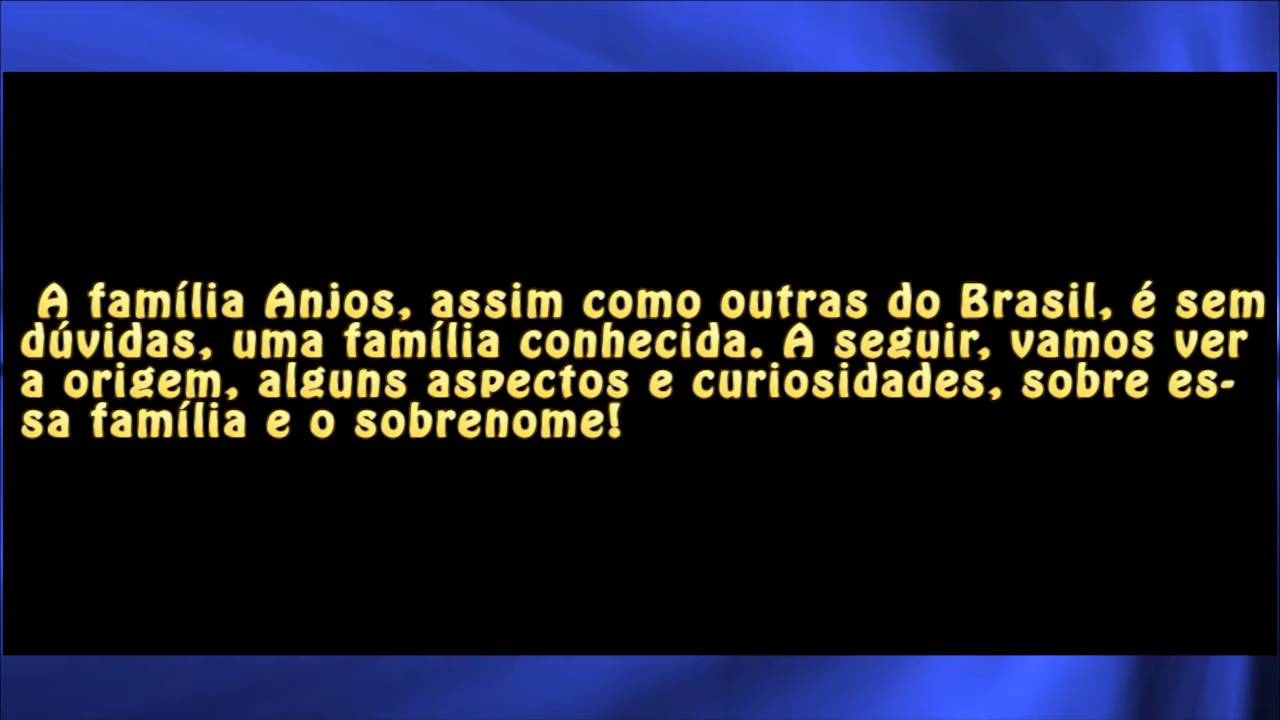 A família Anjos, assim como outras do Brasil, é sem
dúvidas, uma família conhecida. A seguir, vamos ver
a origem, alguns aspectos e curiosidades, sobre es-
sa família e o sobrenome!